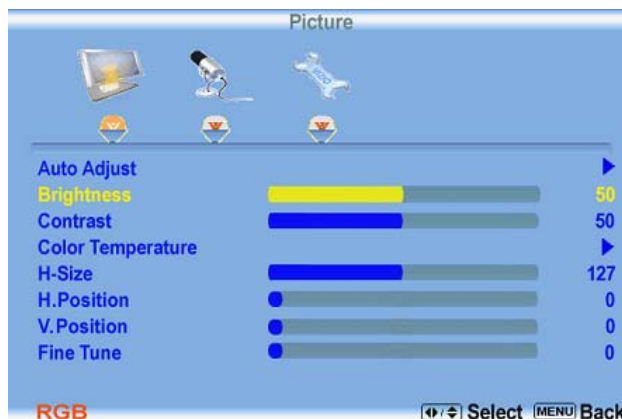 Picture
Auto Adjust
Brightness 50
Contrast 50
Color Temperature
H-Size 127
H.Position 0
V.Position 0
Fine Tune 0
RGB Select MENU Back